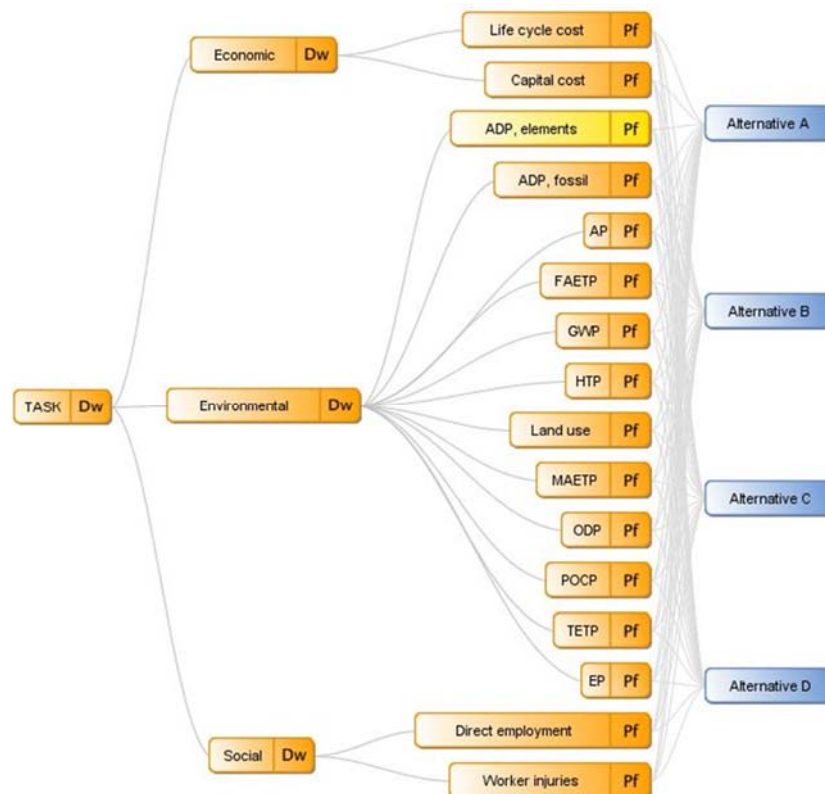 Life cycle cost Pf
Economic Dw
Capital cost Pf
Alternative A
ADP, elements Pf
ADP, fossil Pf
AP Pf
FAETP Pf
Alternative B
GWP Pf
HTP Pf
TASK Dw
Environmental Dw
Land use Pf
MAETP Pf
Alternative C
ODP Pf
POCP Pf
TETP Pf
EP Pf
Alternative D
Direct employment Pf
Social Dw
Worker injuries Pf